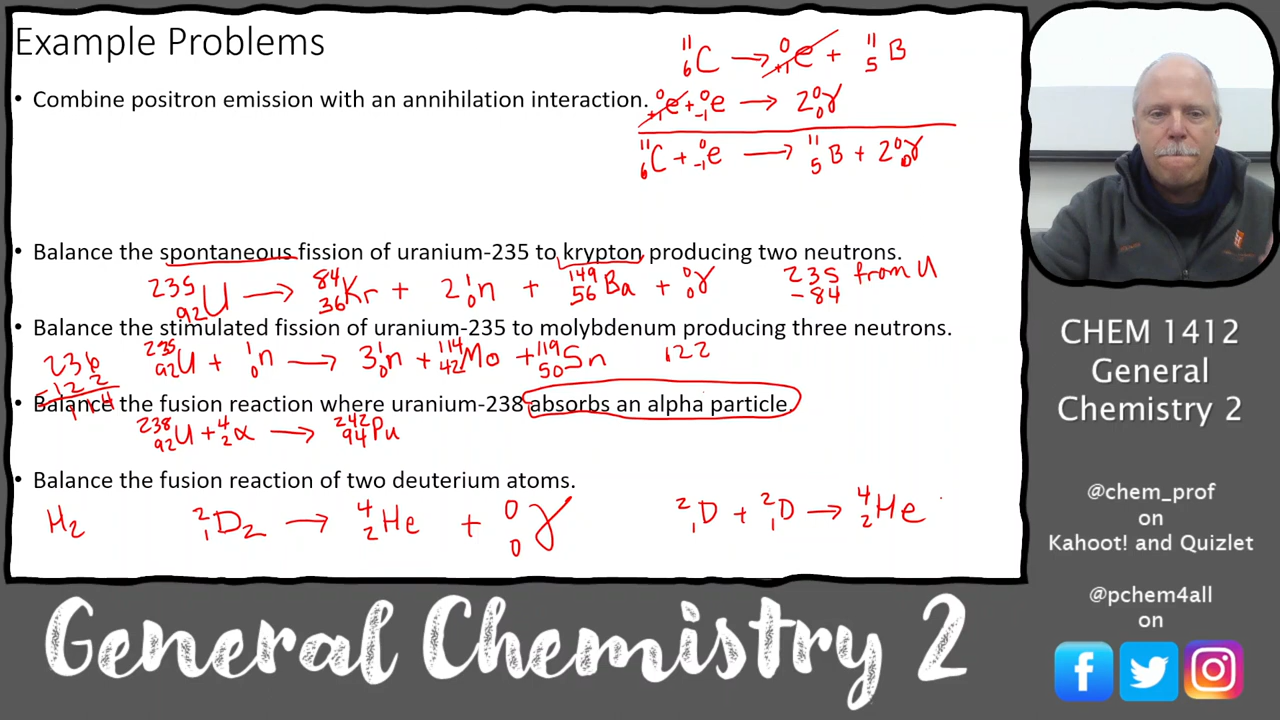 Example Problems
¹¹₆C → ⁰₊₁e + ¹¹₅B
• Combine positron emission with an annihilation interaction.
⁰₊₁e + ⁰₋₁e → 2⁰₀γ
¹¹₆C + ⁰₋₁e → ¹¹₅B + 2⁰₀γ
• Balance the spontaneous fission of uranium-235 to krypton producing two neutrons.
²³⁵₉₂U → ⁸⁴₃₆Kr + 2¹₀n + ¹⁴⁹₅₆Ba + ⁰₀γ
235 from U
-84
• Balance the stimulated fission of uranium-235 to molybdenum producing three neutrons.
236
-122
114
²³⁵₉₂U + ¹₀n → 3¹₀n + ¹¹⁴₄₂Mo + ¹¹⁹₅₀Sn
122
• Balance the fusion reaction where uranium-238 absorbs an alpha particle.
²³⁸₉₂U + ⁴₂α → ²⁴²₉₄Pu
• Balance the fusion reaction of two deuterium atoms.
H₂
²₁D₂ → ⁴₂He + ⁰₀γ
²₁D + ²₁D → ⁴₂He
CHEM 1412
General
Chemistry 2
@chem_prof
on
Kahoot! and Quizlet
@pchem4all
on
General Chemistry 2